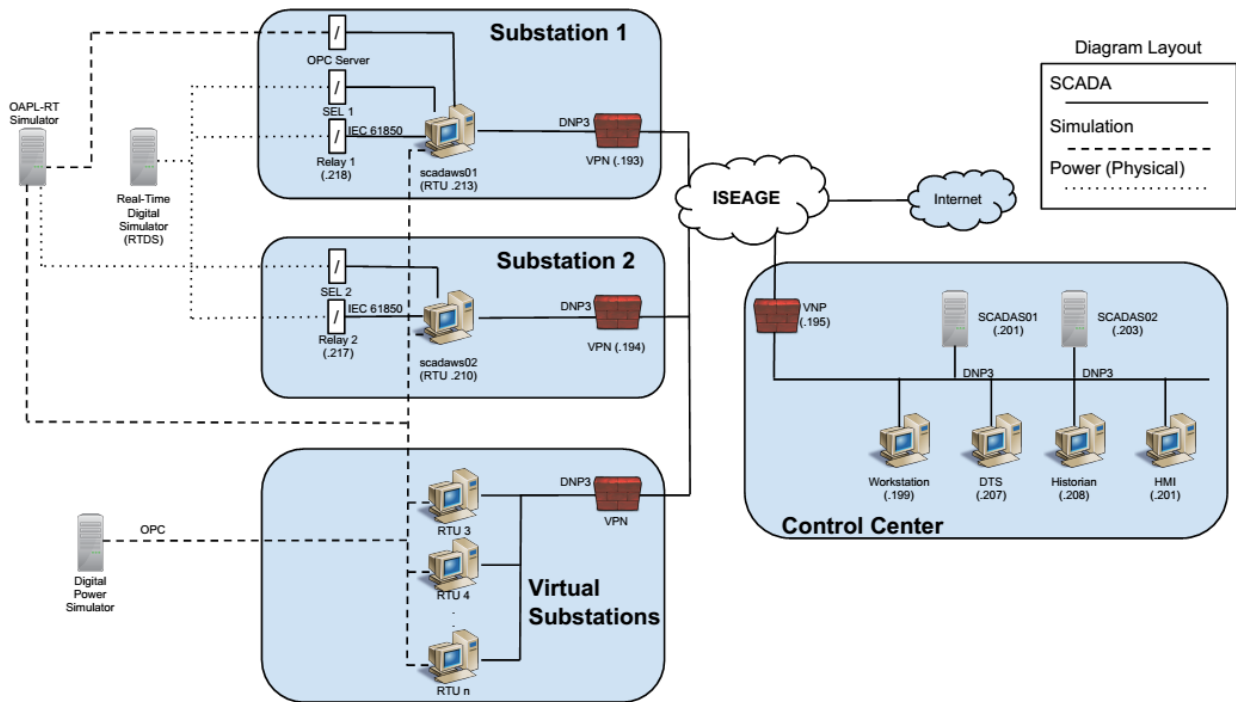 Substation 1
OPC Server
SEL 1
IEC 61850
Relay 1
(.218)
scadaws01
(RTU .213)
DNP3
VPN (.193)
OAPL-RT
Simulator
Real-Time
Digital
Simulator
(RTDS)
Substation 2
SEL 2
IEC 61850
Relay 2
(.217)
scadaws02
(RTU .210)
DNP3
VPN (.194)
ISEAGE
Internet
Diagram Layout
SCADA
Simulation
Power (Physical)
VNP
(.195)
SCADAS01
(.201)
SCADAS02
(.203)
DNP3
DNP3
Workstation
(.199)
DTS
(.207)
Historian
(.208)
HMI
(.201)
Control Center
OPC
Digital
Power
Simulator
RTU 3
RTU 4
.
.
RTU n
DNP3
VPN
Virtual
Substations